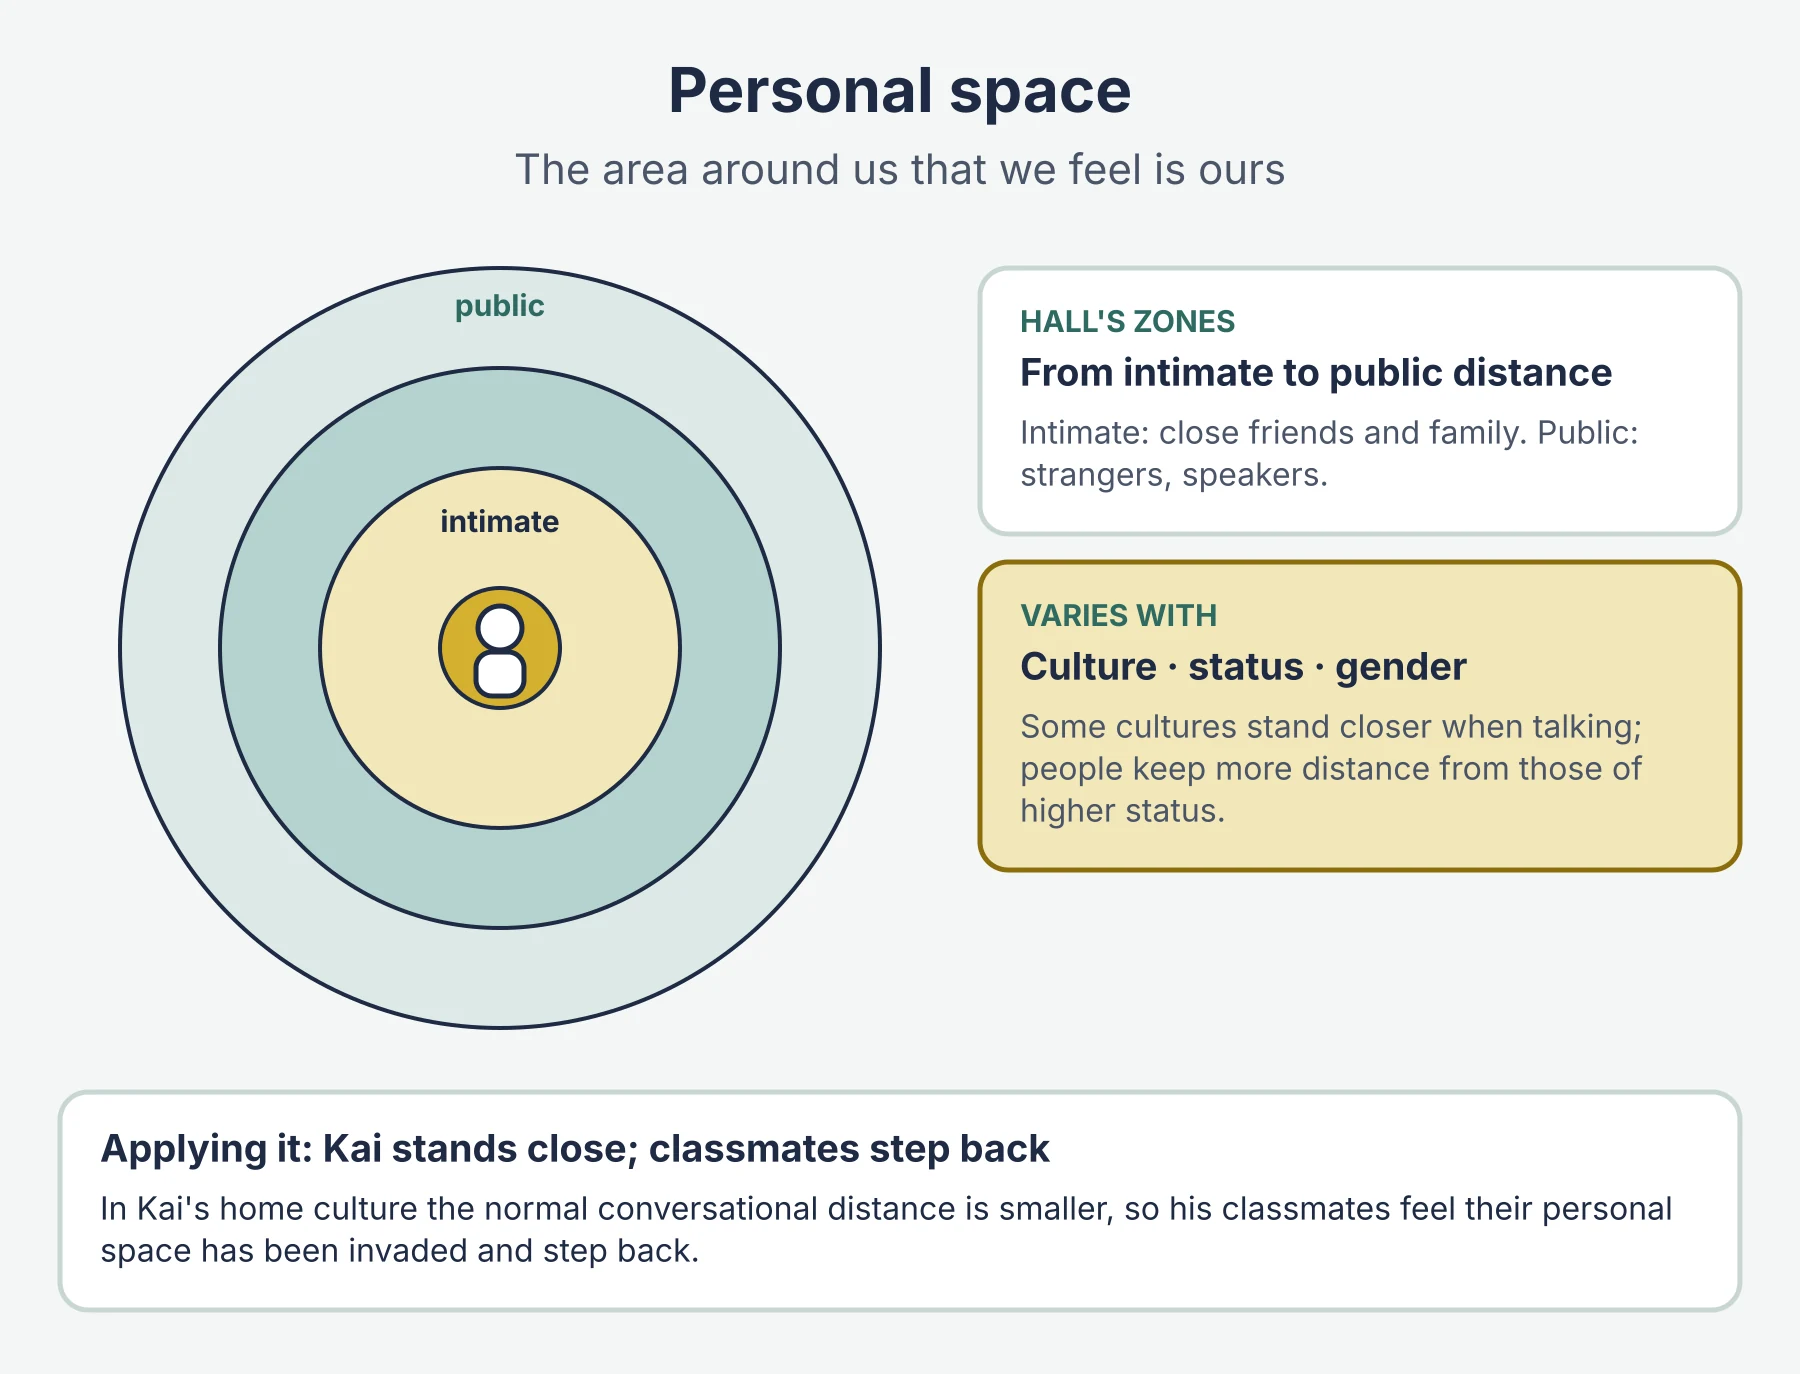 Personal space
The area around us that we feel is ours
public
intimate
HALL'S ZONES
From intimate to public distance
Intimate: close friends and family. Public:
strangers, speakers.
VARIES WITH
Culture · status · gender
Some cultures stand closer when talking;
people keep more distance from those of
higher status.
Applying it: Kai stands close; classmates step back
In Kai's home culture the normal conversational distance is smaller, so his classmates feel their personal
space has been invaded and step back.